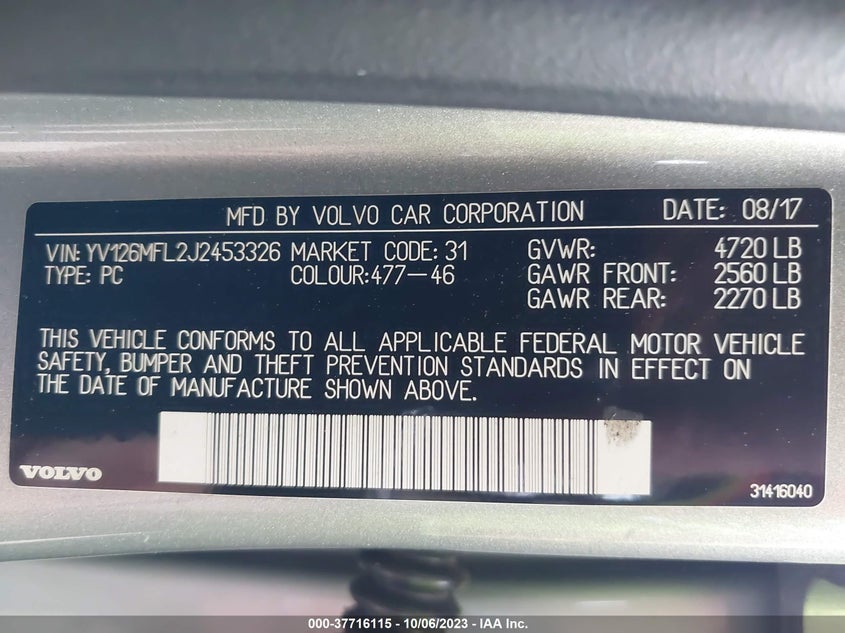 MFD BY VOLVO CAR CORPORATION DATE: 08/17
VIN: YV126MFL2J2453326 MARKET CODE: 31 GVWR: 4720 LB
TYPE: PC COLOUR:477-46 GAWR FRONT: 2560 LB
GAWR REAR: 2270 LB
THIS VEHICLE CONFORMS TO ALL APPLICABLE FEDERAL MOTOR VEHICLE
SAFETY, BUMPER AND THEFT PREVENTION STANDARDS IN EFFECT ON
THE DATE OF MANUFACTURE SHOWN ABOVE.
VOLVO
31416040
000-37716115 - 10/06/2023 - IAA Inc.